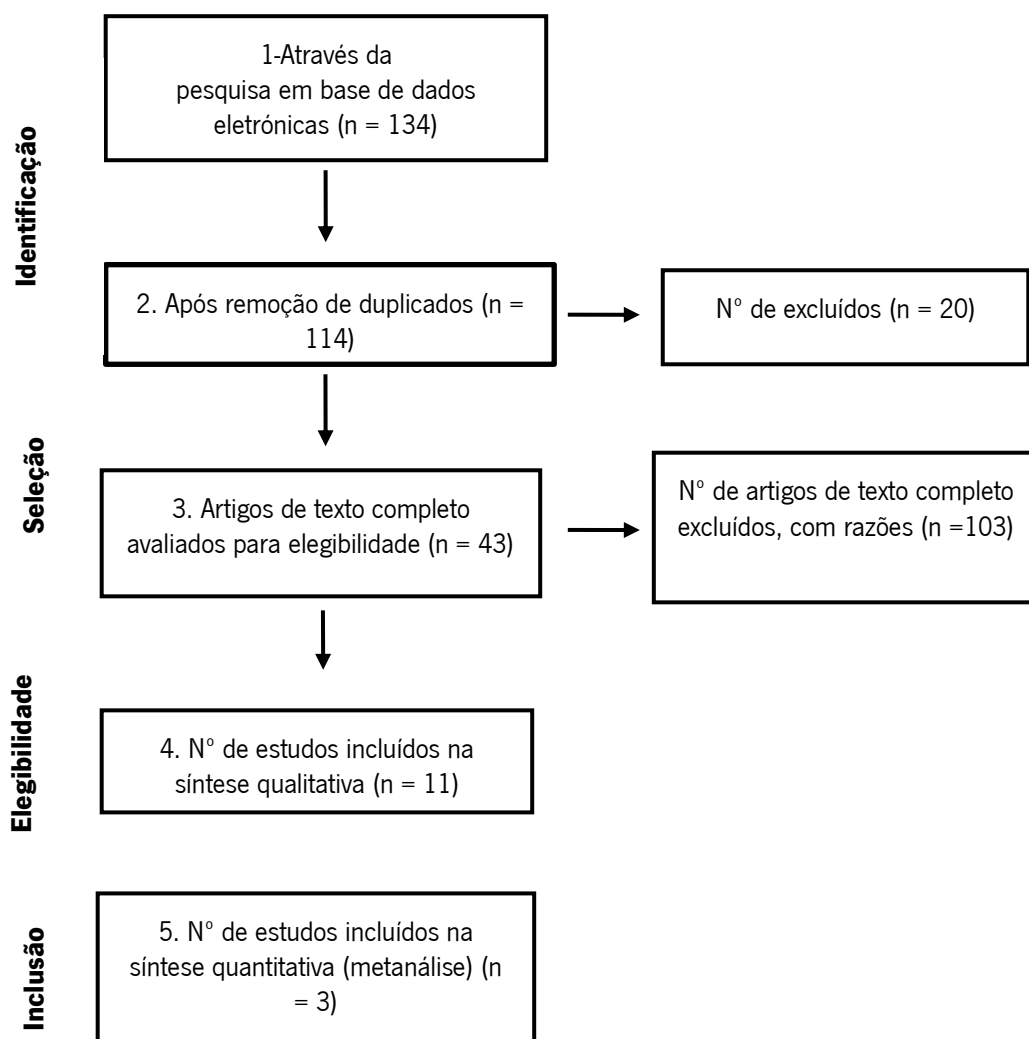 Identificação
1-Através da
pesquisa em base de dados
eletrónicas (n = 134)
2. Após remoção de duplicados (n =
114)
Nº de excluídos (n = 20)
Seleção
3. Artigos de texto completo
avaliados para elegibilidade (n = 43)
Nº de artigos de texto completo
excluídos, com razões (n =103)
Elegibilidade
4. Nº de estudos incluídos na
síntese qualitativa (n = 11)
Inclusão
5. Nº de estudos incluídos na
síntese quantitativa (metanálise) (n
= 3)